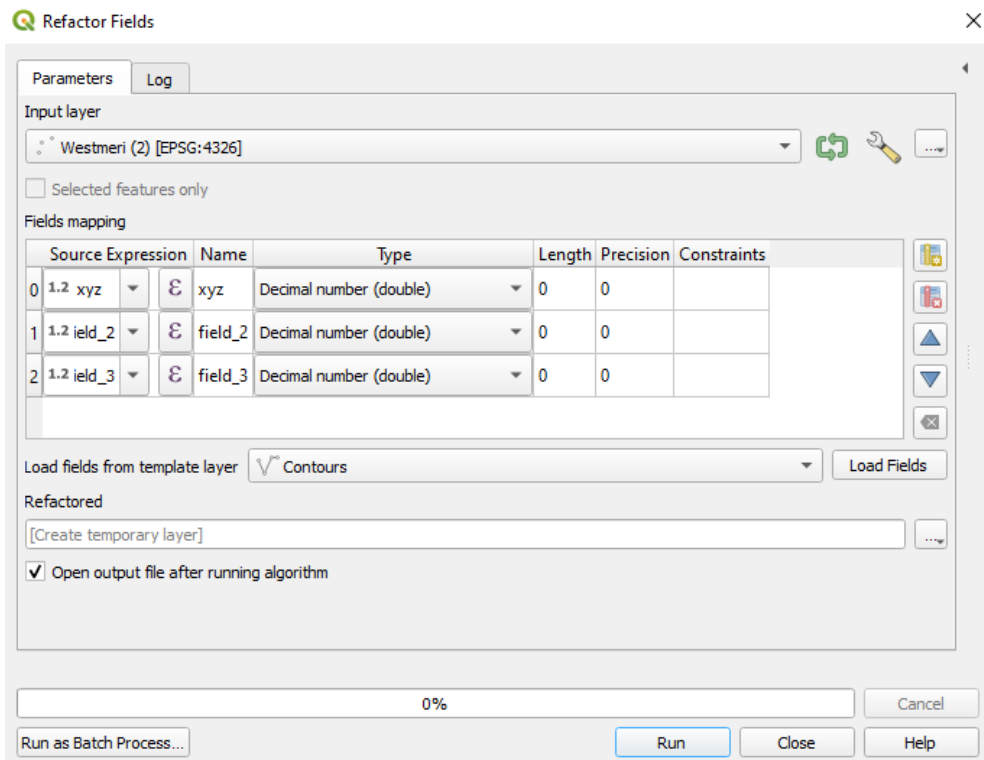 Refactor Fields
Parameters Log
Input layer
Westmeri (2) [EPSG:4326]
...
Selected features only
Fields mapping
Source Expression Name Type Length Precision Constraints
0 1.2 xyz ε xyz Decimal number (double) 0 0
1 1.2 ield_2 ε field_2 Decimal number (double) 0 0
2 1.2 ield_3 ε field_3 Decimal number (double) 0 0
Load fields from template layer Contours Load Fields
Refactored
[Create temporary layer] ...
Open output file after running algorithm
0% Cancel
Run as Batch Process... Run Close Help